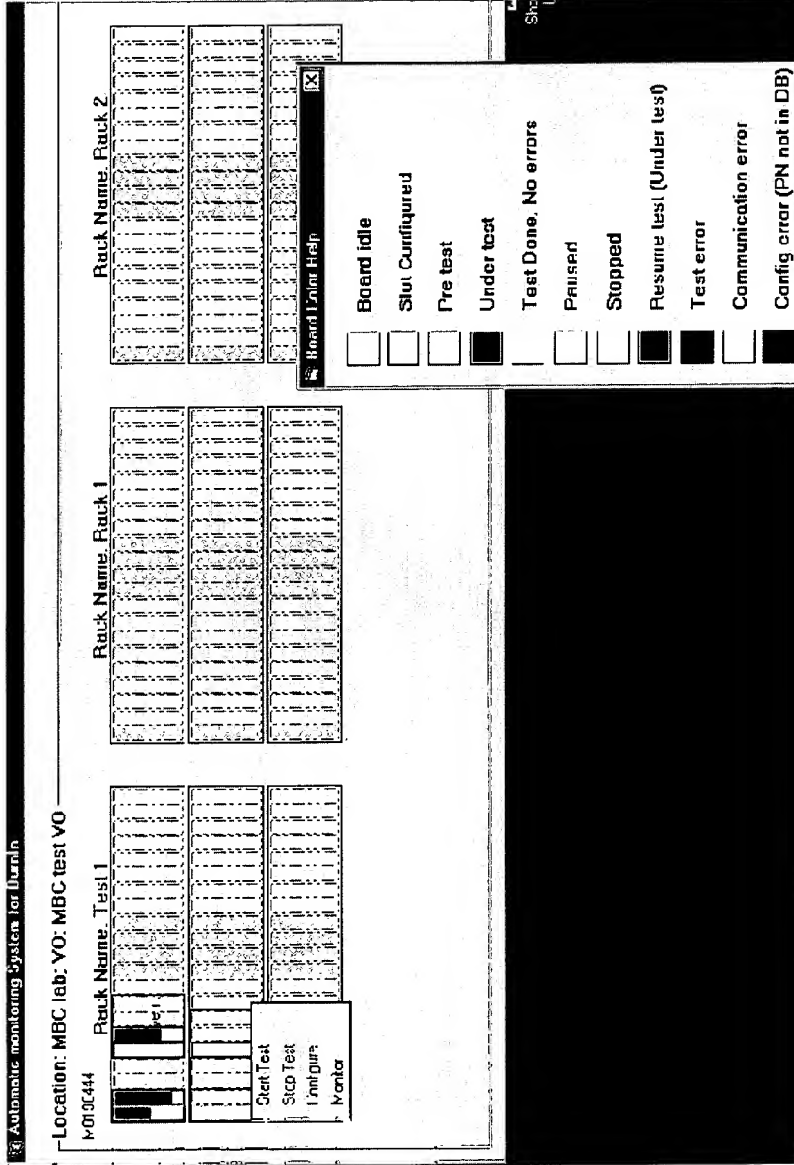 Automatic monitoring System for BurnIn
Location: MBC lab: VO: MBC test VO
M0100444
Rack Name. Test 1
Rack Name. Rack 1
Rack Name. Rack 2
Start Test
Stop Test
Configure
Monitor
Board Color Help
Board idle
Slot Configured
Pre test
Under test
Test Done, No errors
Paused
Stopped
Resume test (Under test)
Test error
Communication error
Config error (PN not in DB)